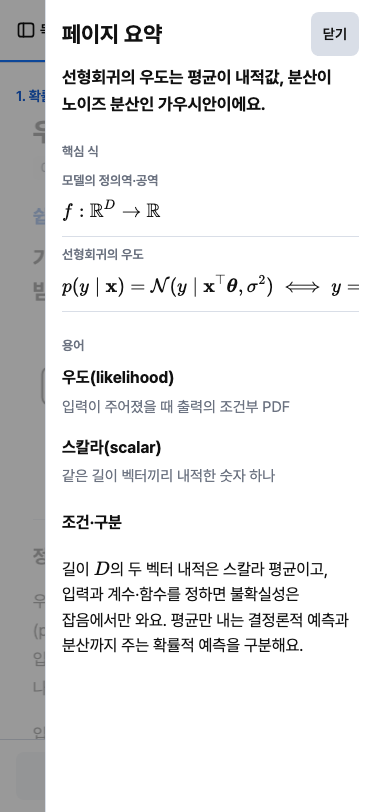 페이지 요약
닫기
선형회귀의 우도는 평균이 내적값, 분산이
노이즈 분산인 가우시안이에요.
1. 확률
핵심 식
모델의 정의역·공역
f : ℝ^D → ℝ
선형회귀의 우도
p(y | x) = 𝒩(y | x^⊤θ, σ²) ⟺ y =
용어
우도(likelihood)
입력이 주어졌을 때 출력의 조건부 PDF
스칼라(scalar)
같은 길이 벡터끼리 내적한 숫자 하나
조건·구분
길이 D의 두 벡터 내적은 스칼라 평균이고,
입력과 계수·함수를 정하면 불확실성은
잡음에서만 와요. 평균만 내는 결정론적 예측과
분산까지 주는 확률적 예측을 구분해요.